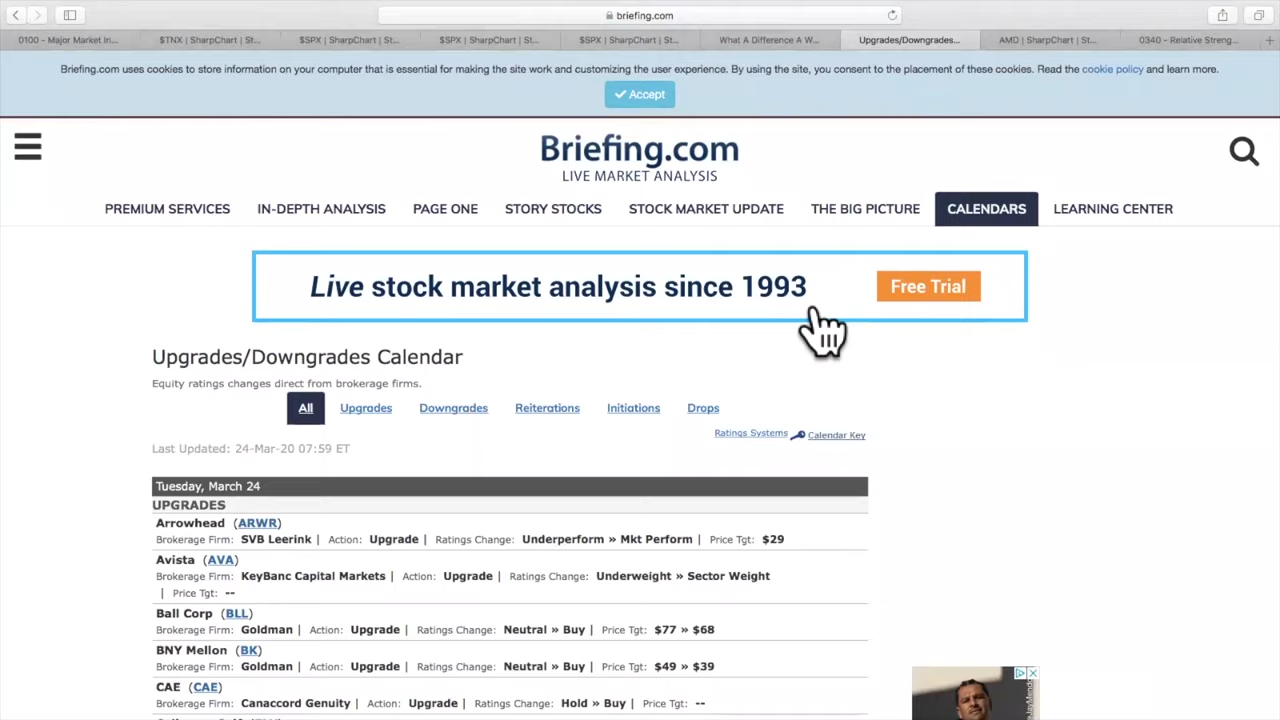 briefing.com
0100 - Major Market In...
$TNX | SharpChart | St...
$SPX | SharpChart | St...
$SPX | SharpChart | St...
$SPX | SharpChart | St...
What A Difference A W...
Upgrades/Downgrades...
AMD | SharpChart | St...
0340 - Relative Streng...
Briefing.com uses cookies to store information on your computer that is essential for making the site work and customizing the user experience. By using the site, you consent to the placement of these cookies. Read the cookie policy and learn more.
Accept
Briefing.com
LIVE MARKET ANALYSIS
PREMIUM SERVICES IN-DEPTH ANALYSIS PAGE ONE STORY STOCKS STOCK MARKET UPDATE THE BIG PICTURE CALENDARS LEARNING CENTER
Live stock market analysis since 1993 Free Trial
Upgrades/Downgrades Calendar
Equity ratings changes direct from brokerage firms.
All Upgrades Downgrades Reiterations Initiations Drops
Ratings Systems Calendar Key
Last Updated: 24-Mar-20 07:59 ET
Tuesday, March 24
UPGRADES
Arrowhead (ARWR)
Brokerage Firm: SVB Leerink | Action: Upgrade | Ratings Change: Underperform » Mkt Perform | Price Tgt: $29
Avista (AVA)
Brokerage Firm: KeyBanc Capital Markets | Action: Upgrade | Ratings Change: Underweight » Sector Weight
| Price Tgt: --
Ball Corp (BLL)
Brokerage Firm: Goldman | Action: Upgrade | Ratings Change: Neutral » Buy | Price Tgt: $77 » $68
BNY Mellon (BK)
Brokerage Firm: Goldman | Action: Upgrade | Ratings Change: Neutral » Buy | Price Tgt: $49 » $39
CAE (CAE)
Brokerage Firm: Canaccord Genuity | Action: Upgrade | Ratings Change: Hold » Buy | Price Tgt: --